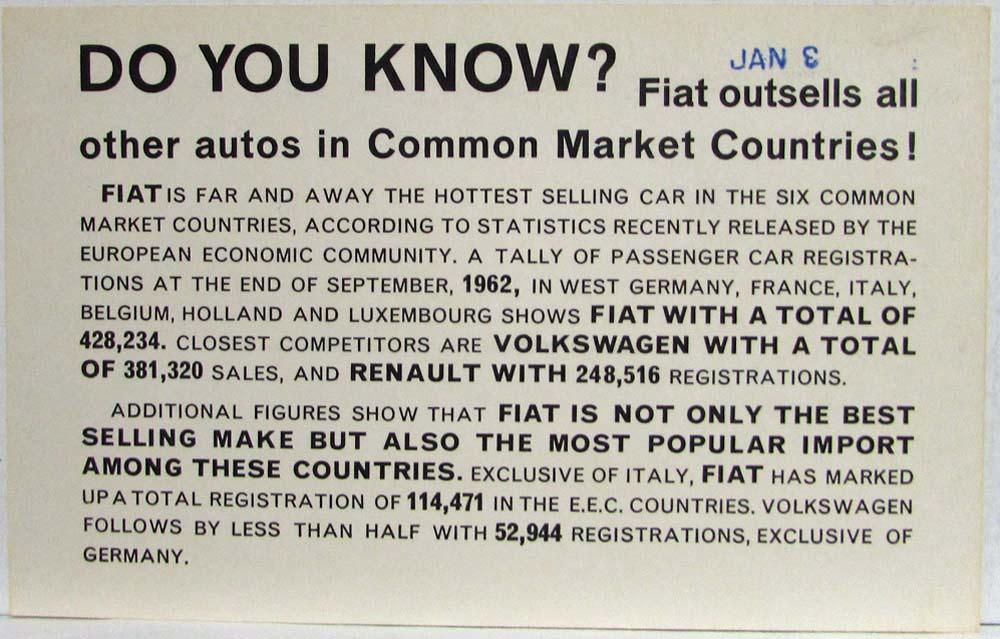 DO YOU KNOW? JAN 8
Fiat outsells all
other autos in Common Market Countries!
FIAT IS FAR AND AWAY THE HOTTEST SELLING CAR IN THE SIX COMMON
MARKET COUNTRIES, ACCORDING TO STATISTICS RECENTLY RELEASED BY THE
EUROPEAN ECONOMIC COMMUNITY. A TALLY OF PASSENGER CAR REGISTRA-
TIONS AT THE END OF SEPTEMBER, 1962, IN WEST GERMANY, FRANCE, ITALY,
BELGIUM, HOLLAND AND LUXEMBOURG SHOWS FIAT WITH A TOTAL OF
428,234. CLOSEST COMPETITORS ARE VOLKSWAGEN WITH A TOTAL
OF 381,320 SALES, AND RENAULT WITH 248,516 REGISTRATIONS.
ADDITIONAL FIGURES SHOW THAT FIAT IS NOT ONLY THE BEST
SELLING MAKE BUT ALSO THE MOST POPULAR IMPORT
AMONG THESE COUNTRIES. EXCLUSIVE OF ITALY, FIAT HAS MARKED
UP A TOTAL REGISTRATION OF 114,471 IN THE E.E.C. COUNTRIES. VOLKSWAGEN
FOLLOWS BY LESS THAN HALF WITH 52,944 REGISTRATIONS, EXCLUSIVE OF
GERMANY.